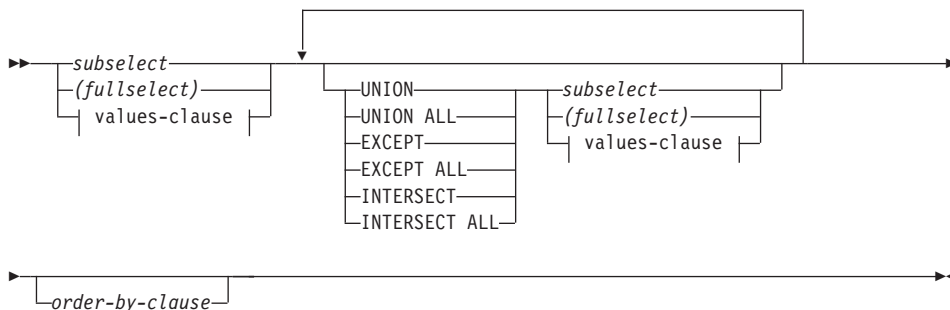 subselect
(fullselect)
values-clause
UNION
UNION ALL
EXCEPT
EXCEPT ALL
INTERSECT
INTERSECT ALL
subselect
(fullselect)
values-clause
order-by-clause